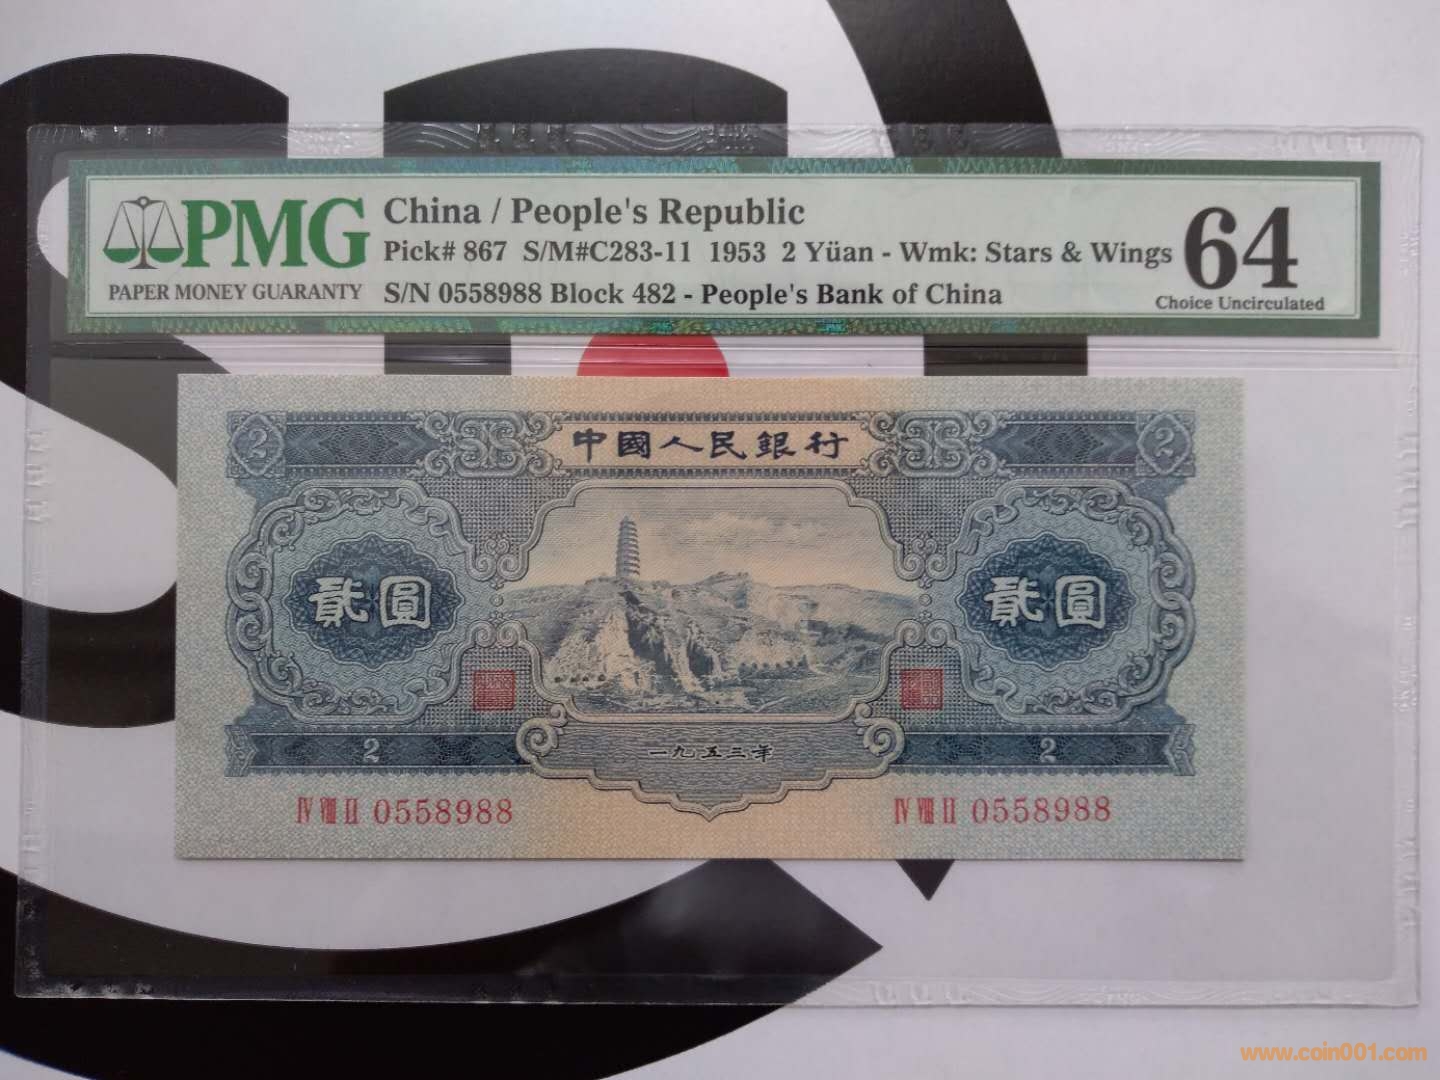 PMG
PAPER MONEY GUARANTY
China / People's Republic
Pick# 867 S/M#C283-11 1953 2 Yüan - Wmk: Stars & Wings
S/N 0558988 Block 482 - People's Bank of China
64
Choice Uncirculated
2 中國人民銀行 2
貳圓 貳圓
2 一九五三年 2
IV VIII II 0558988 IV VIII II 0558988
www.coin001.com